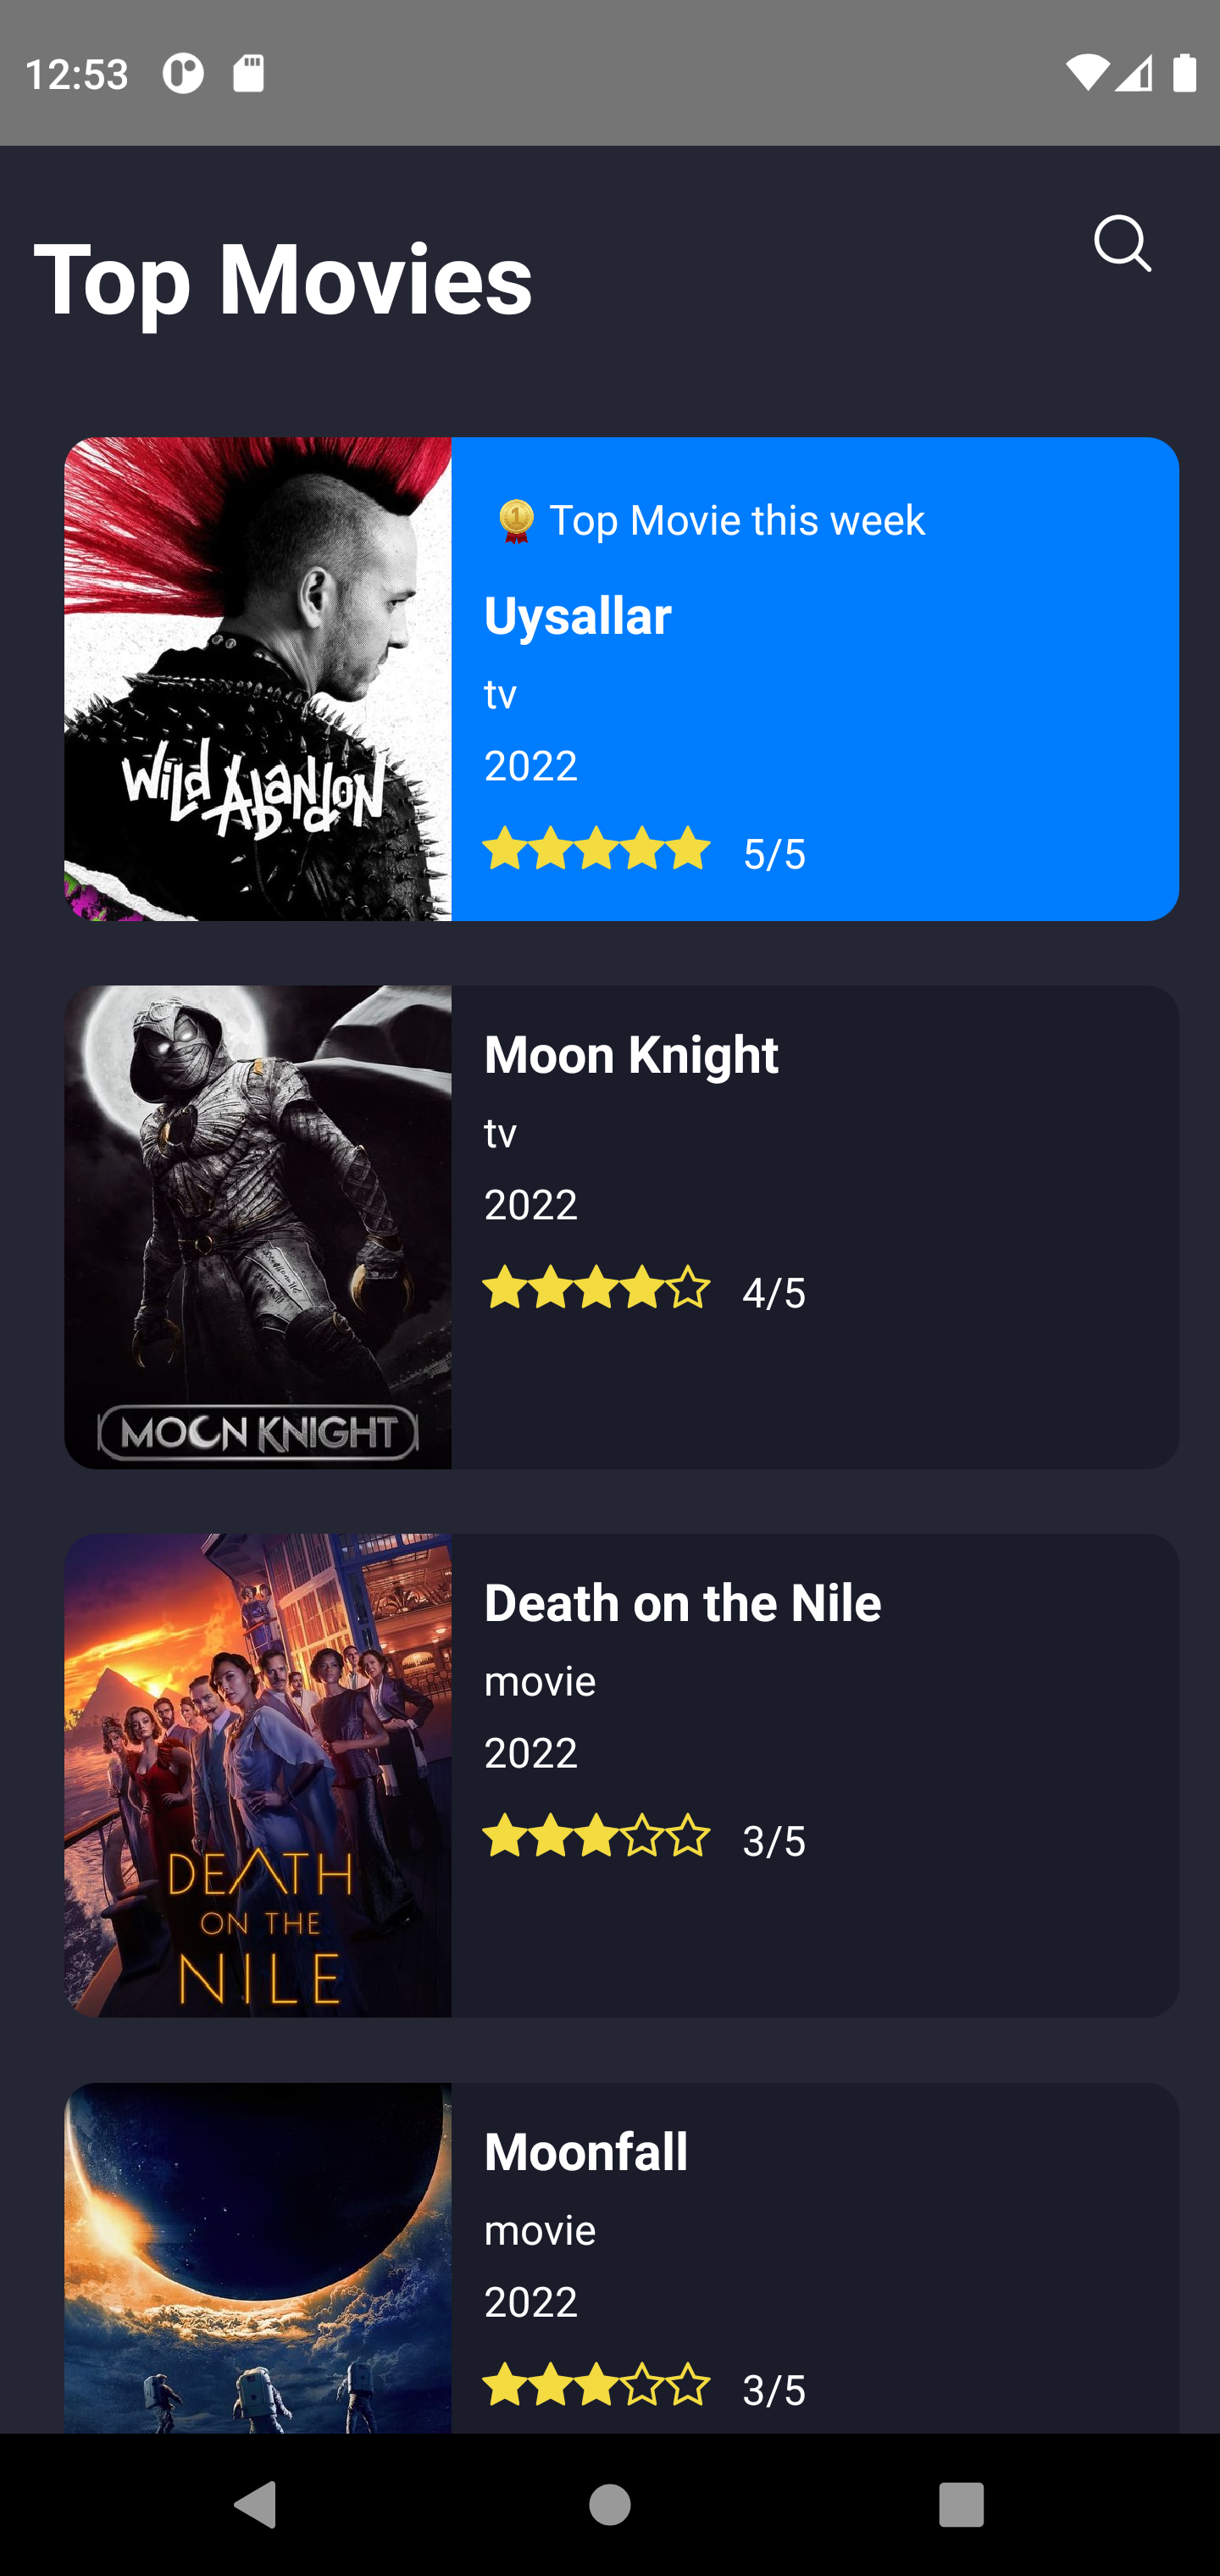 12:53
Top Movies
Top Movie this week
Uysallar
tv
2022
5/5
Wild Abandon
Moon Knight
tv
2022
4/5
MOON KNIGHT
Death on the Nile
movie
2022
3/5
DEATH
ON THE
NILE
Moonfall
movie
2022
3/5